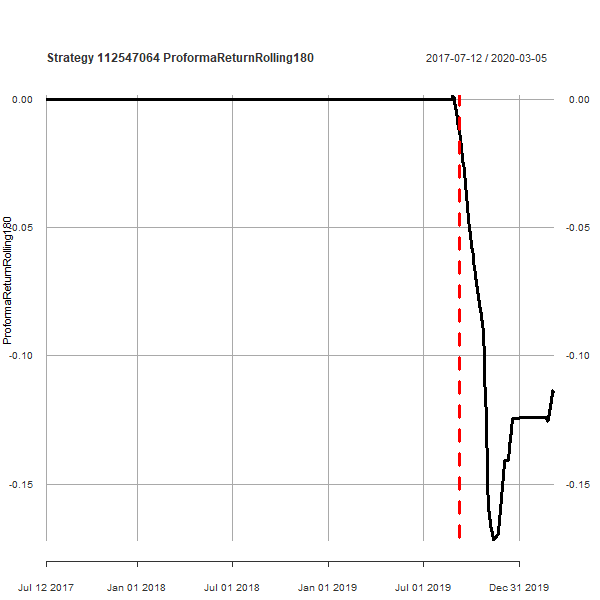 Strategy 112547064 ProformaReturnRolling180
2017-07-12 / 2020-03-05
0.00
0.00
-0.05
-0.05
ProformaReturnRolling180
-0.10
-0.10
-0.15
-0.15
Jul 12 2017
Jan 01 2018
Jul 01 2018
Jan 01 2019
Jul 01 2019
Dec 31 2019